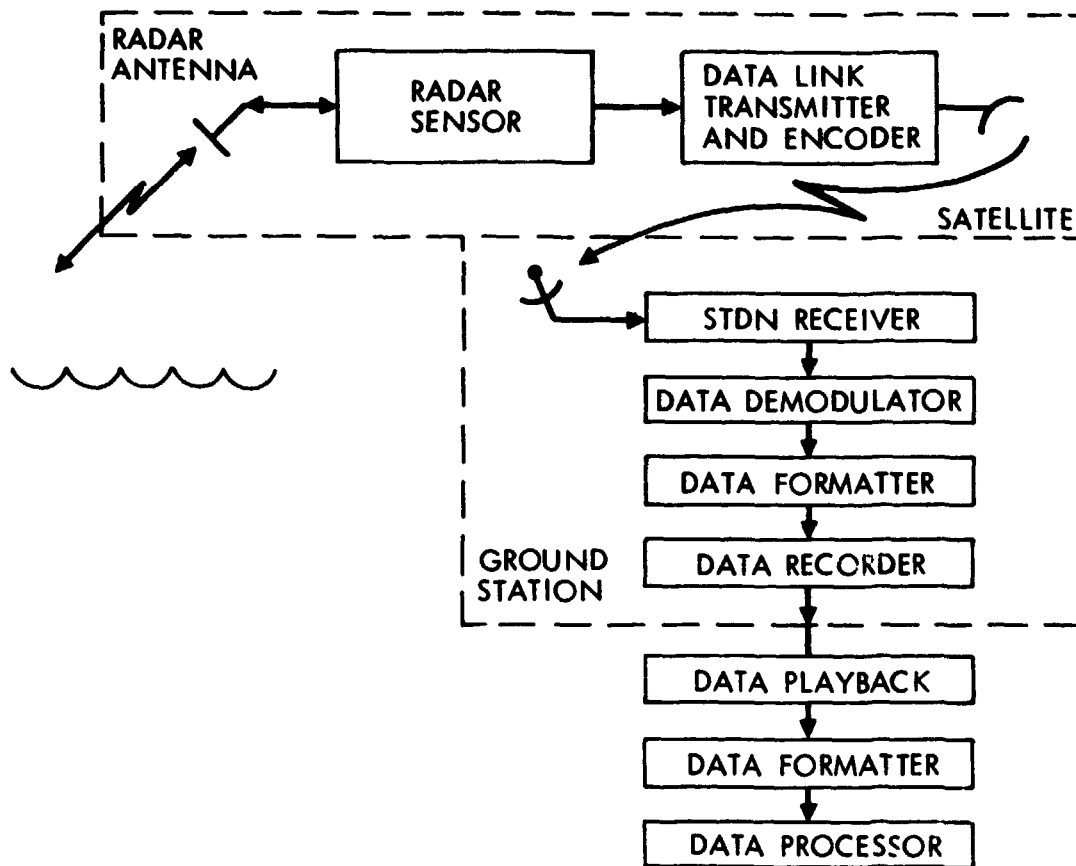 RADAR
ANTENNA
RADAR
SENSOR
DATA LINK
TRANSMITTER
AND ENCODER
SATELLITE
STDN RECEIVER
DATA DEMODULATOR
DATA FORMATTER
DATA RECORDER
GROUND
STATION
DATA PLAYBACK
DATA FORMATTER
DATA PROCESSOR